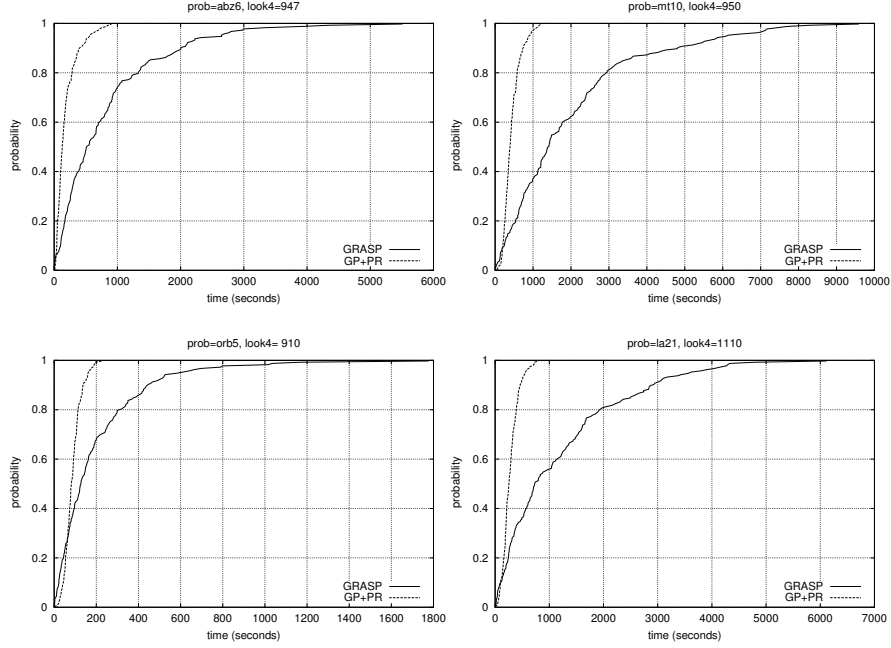 prob=abz6, look4=947
1
0.8
0.6
0.4
0.2
0
probability
0 1000 2000 3000 4000 5000 6000
time (seconds)
GRASP
GP+PR
prob=mt10, look4=950
1
0.8
0.6
0.4
0.2
0
probability
0 1000 2000 3000 4000 5000 6000 7000 8000 9000 10000
time (seconds)
GRASP
GP+PR
prob=orb5, look4= 910
1
0.8
0.6
0.4
0.2
0
probability
0 200 400 600 800 1000 1200 1400 1600 1800
time (seconds)
GRASP
GP+PR
prob=la21, look4=1110
1
0.8
0.6
0.4
0.2
0
probability
0 1000 2000 3000 4000 5000 6000 7000
time (seconds)
GRASP
GP+PR